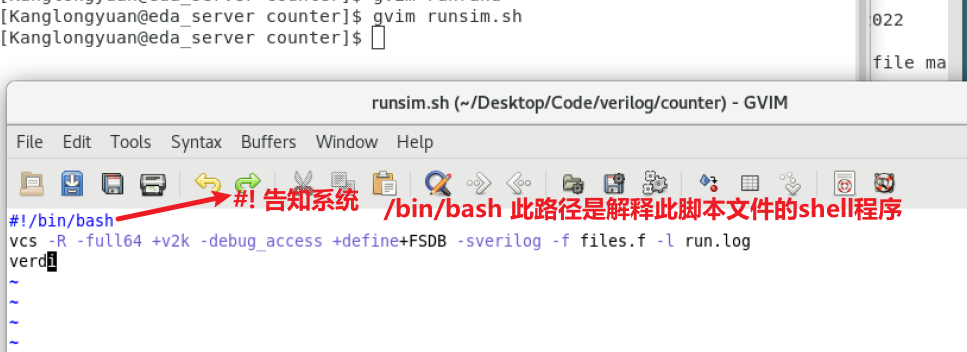 [Kanglongyuan@eda_server counter]$ gvim runsim.sh
[Kanglongyuan@eda_server counter]$
2022
file ma
runsim.sh (~/Desktop/Code/verilog/counter) - GVIM
File Edit Tools Syntax Buffers Window Help
#! 告知系统
/bin/bash 此路径是解释此脚本文件的shell程序
#!/bin/bash
vcs -R -full64 +v2k -debug_access +define+FSDB -sverilog -f files.f -l run.log
verdi
~
~
~
~